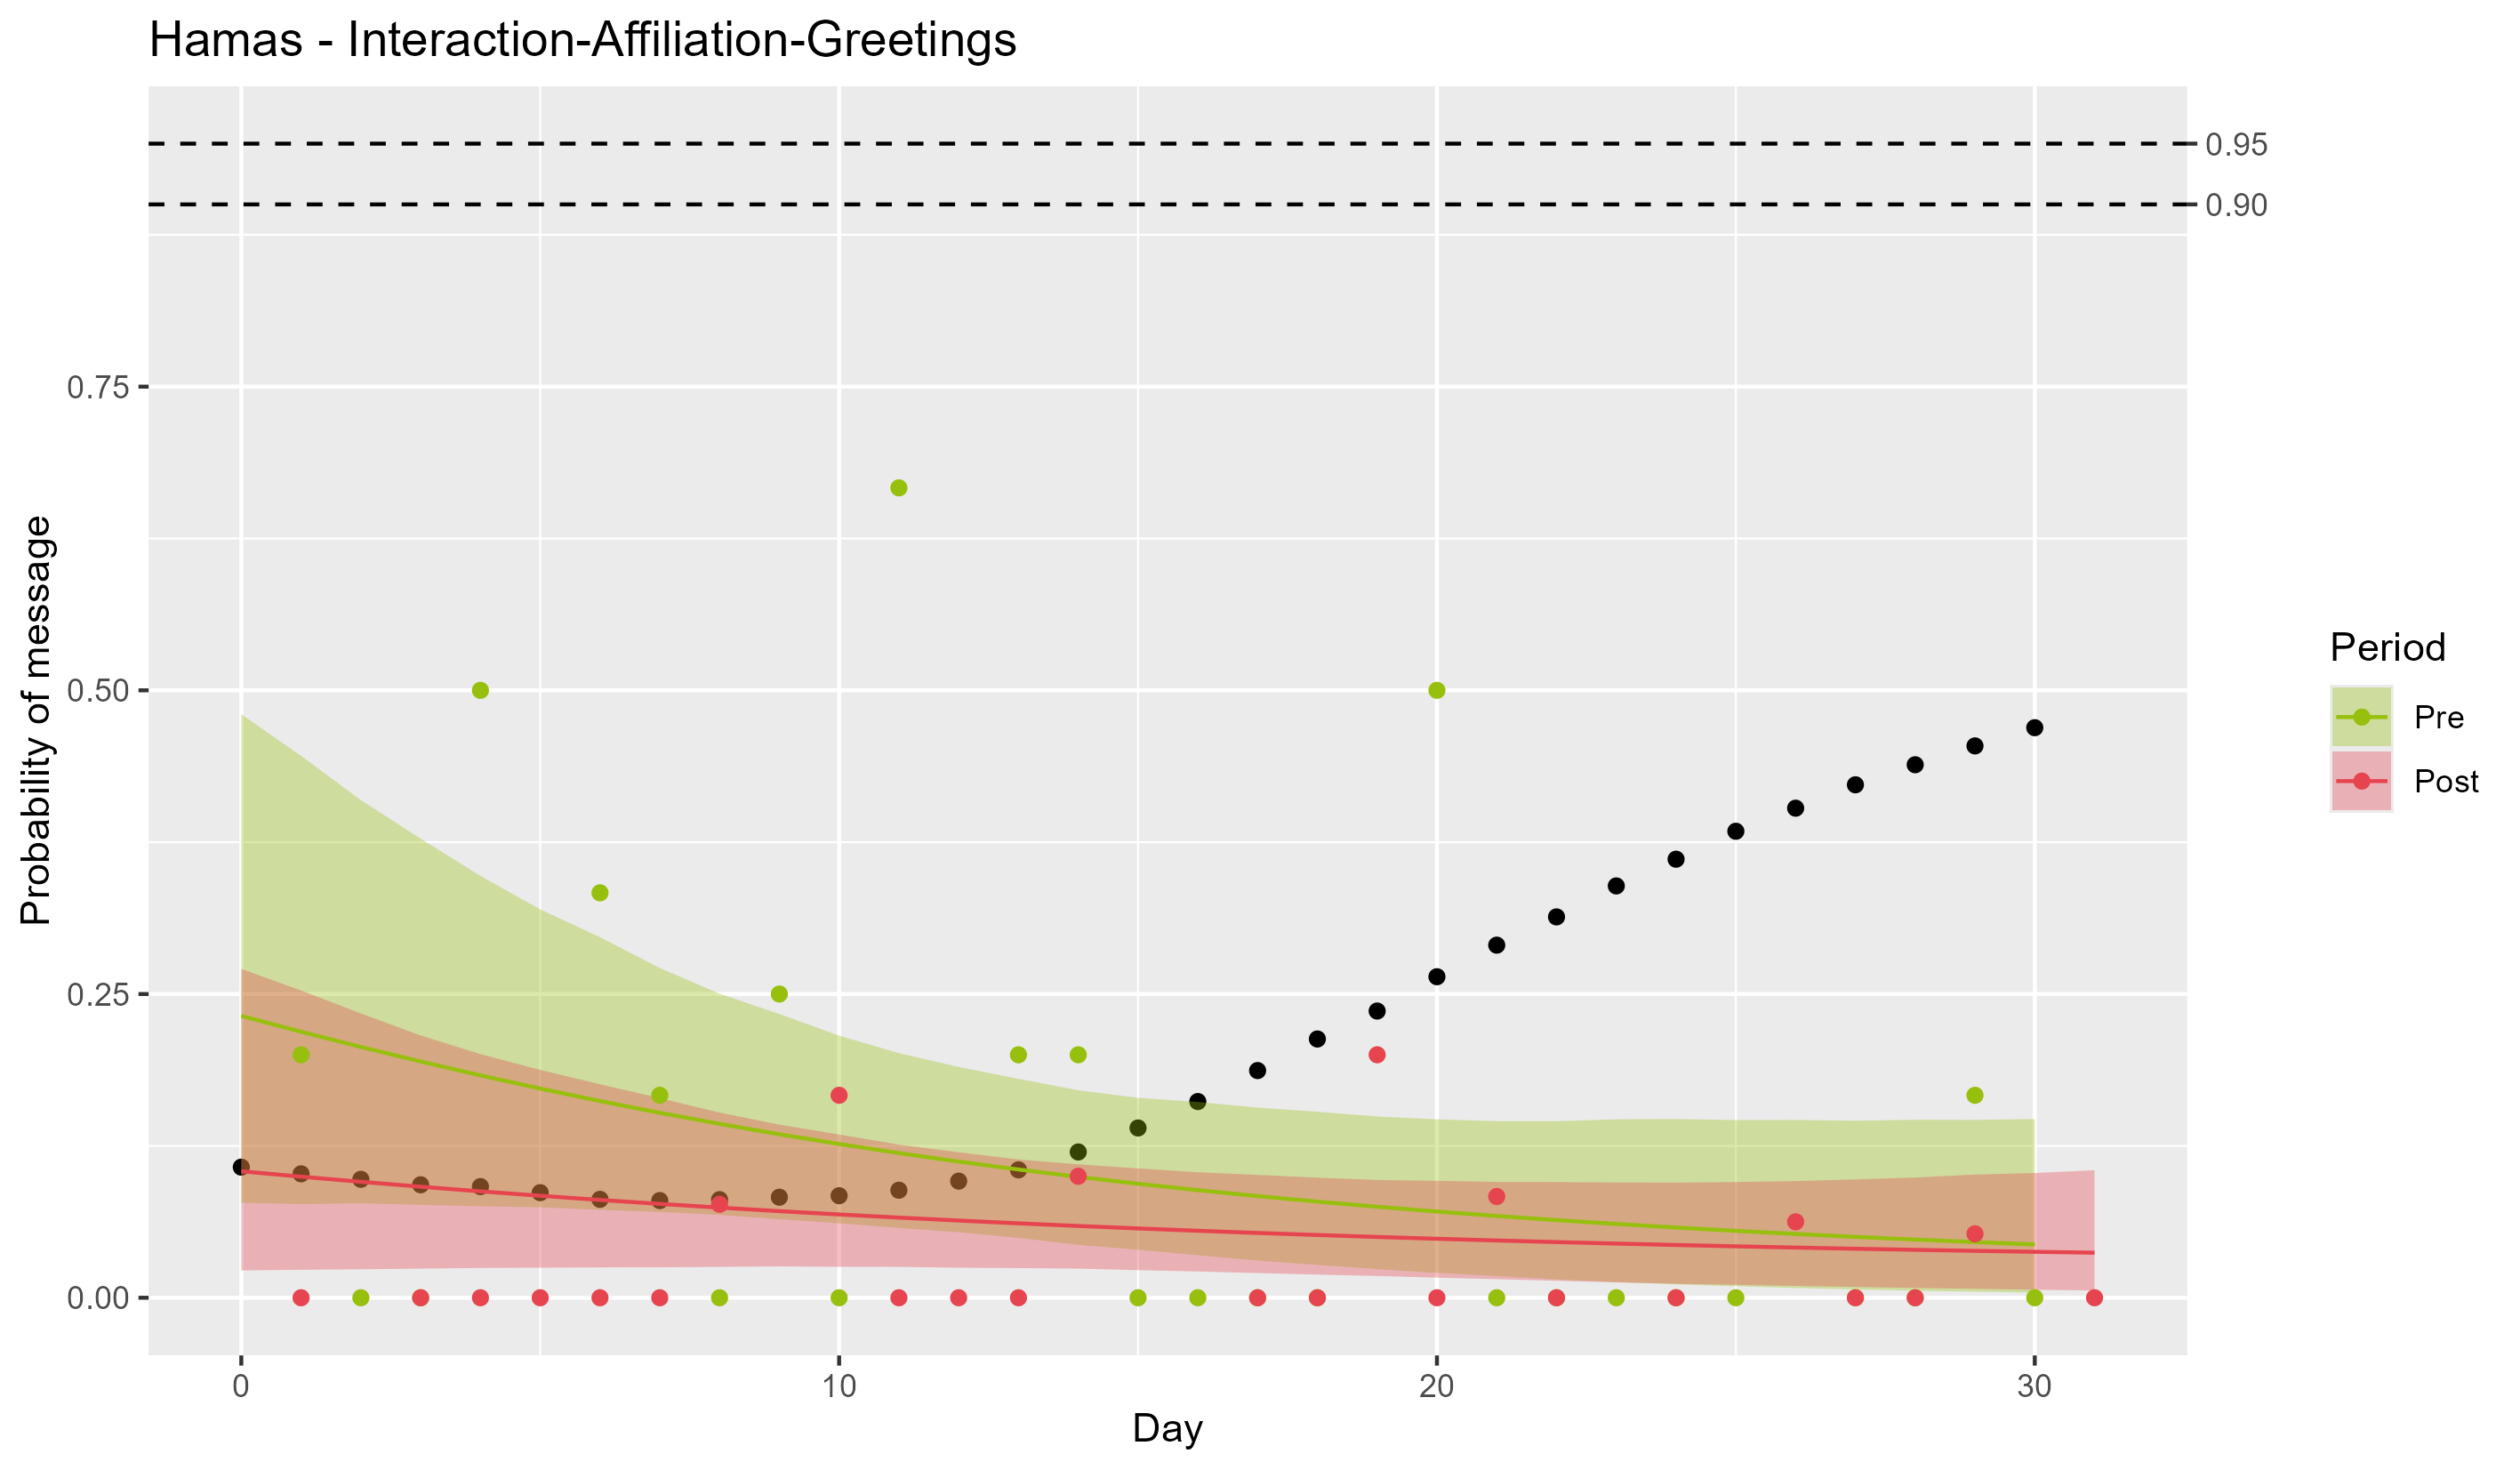 Hamas - Interaction-Affiliation-Greetings
0.95
0.90
0.75
0.50
0.25
0.00
Probability of message
0
10
20
30
Day
Period
Pre
Post